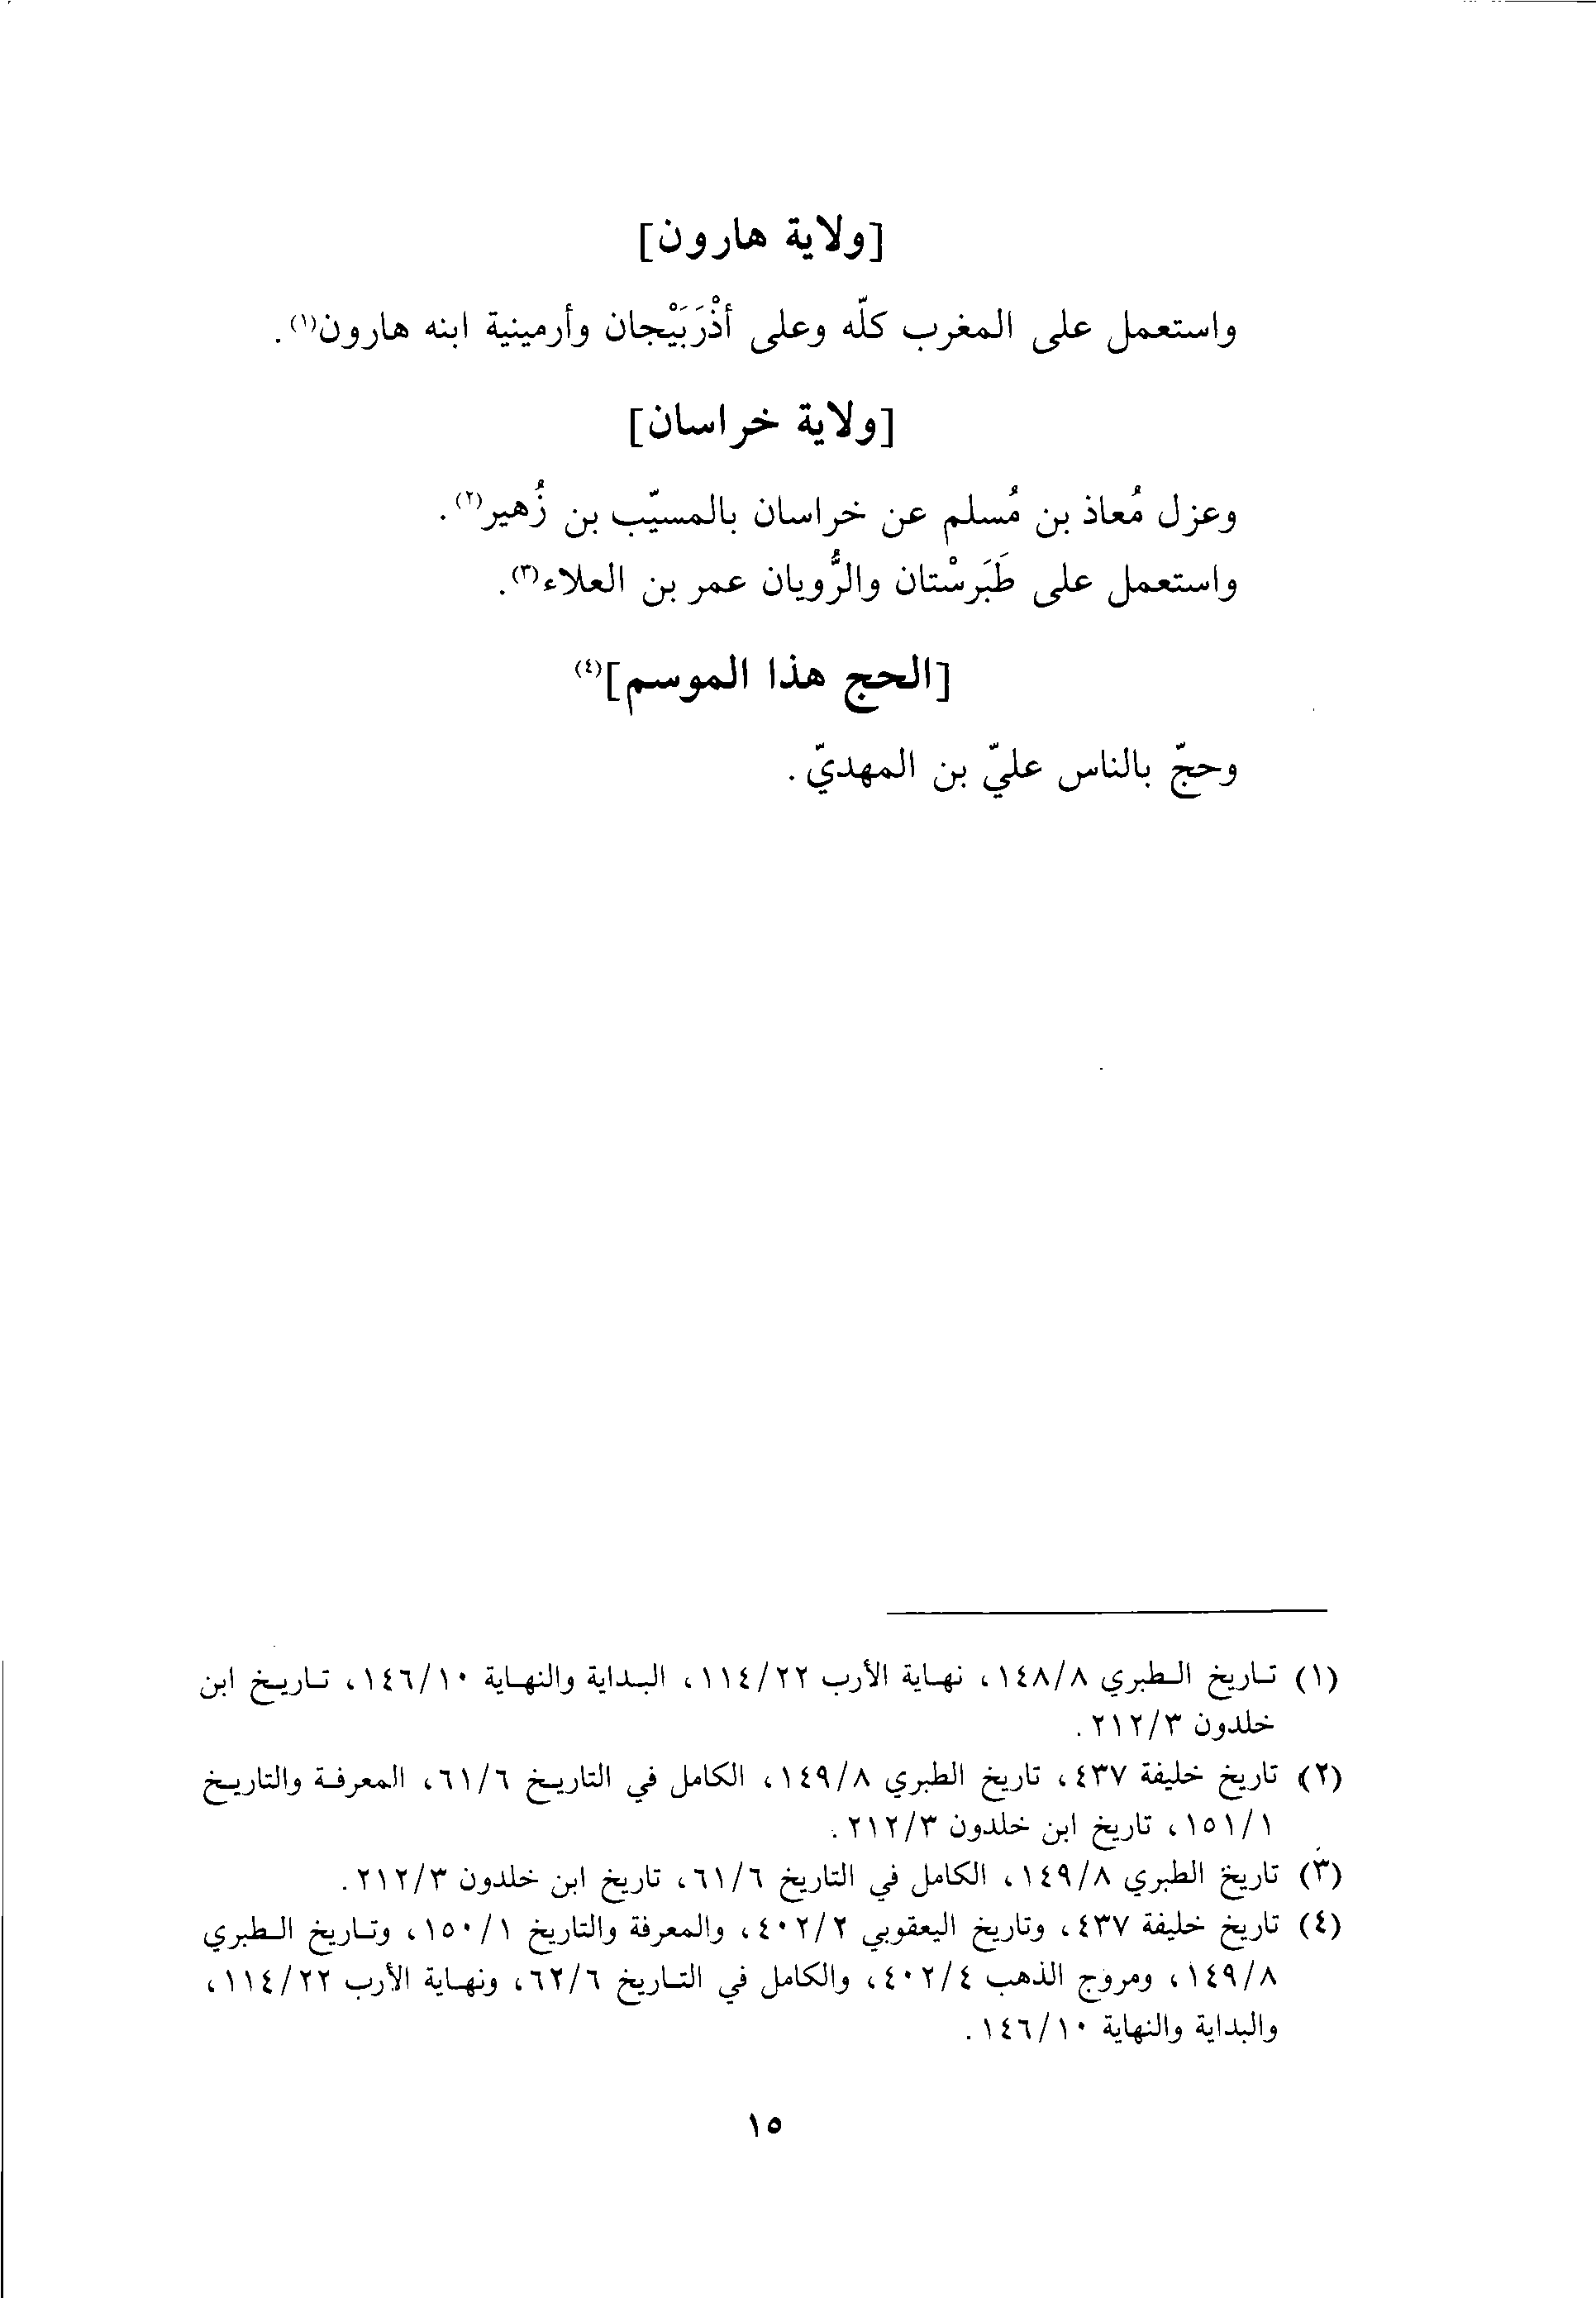 [ولاية هارون]
واستعمل على المغرب كلّه وعلى أذْرَبَيْجان وأرمينية ابنه هارون(١).
[ولاية خراسان]
وعزل مُعاذ بن مُسلم عن خراسان بالمسيّب بن زُهير(٢).
واستعمل على طَبَرسْتان والرُّويان عمر بن العلاء(٣).
[الحج هذا الموسم](٤)
وحجّ بالناس عليّ بن المهديّ.
(١) تاريخ الطبري ١٤٨/٨، نهاية الأرب ١١٤/٢٢، البداية والنهاية ١٤٦/١٠، تاريخ ابن
خلدون ٢١٢/٣.
(٢) تاريخ خليفة ٤٣٧، تاريخ الطبري ١٤٩/٨، الكامل في التاريخ ٦١/٦، المعرفة والتاريخ
١٥١/١، تاريخ ابن خلدون ٢١٢/٣.
(٣) تاريخ الطبري ١٤٩/٨، الكامل في التاريخ ٦١/٦، تاريخ ابن خلدون ٢١٢/٣.
(٤) تاريخ خليفة ٤٣٧، وتاريخ اليعقوبي ٤٠٢/٢، والمعرفة والتاريخ ١٥٠/١، وتاريخ الطبري
١٤٩/٨، ومروج الذهب ٤٠٢/٤، والكامل في التاريخ ٦٢/٦، ونهاية الأرب ١١٤/٢٢،
والبداية والنهاية ١٤٦/١٠.
١٥